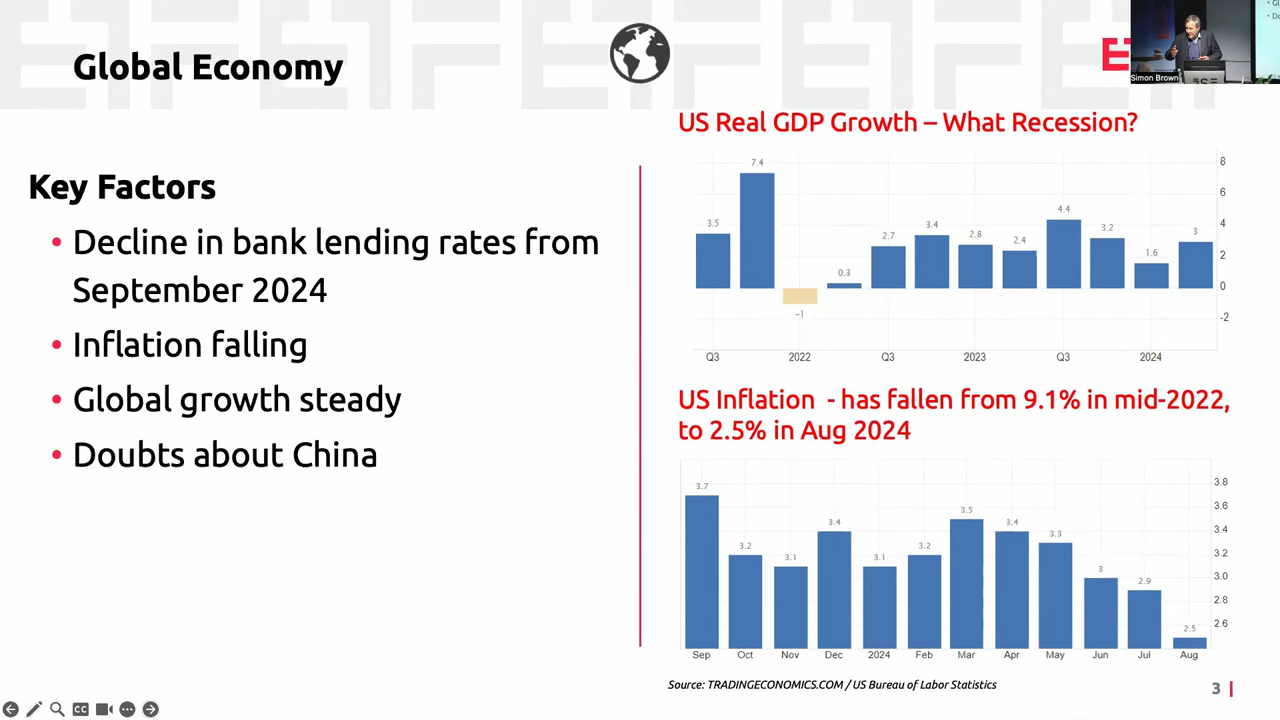 Global Economy
Simon Brown
Key Factors
• Decline in bank lending rates from
September 2024
• Inflation falling
• Global growth steady
• Doubts about China
US Real GDP Growth – What Recession?
3.5
7.4
-1
0.3
2.7
3.4
2.8
2.4
4.4
3.2
1.6
3
8
6
4
2
0
-2
Q3 2022 Q3 2023 Q3 2024
US Inflation - has fallen from 9.1% in mid-2022,
to 2.5% in Aug 2024
3.7
3.2
3.1
3.4
3.1
3.2
3.5
3.4
3.3
3
2.9
2.5
3.8
3.6
3.4
3.2
3.0
2.8
2.6
Sep Oct Nov Dec 2024 Feb Mar Apr May Jun Jul Aug
Source: TRADINGECONOMICS.COM / US Bureau of Labor Statistics
3
CC